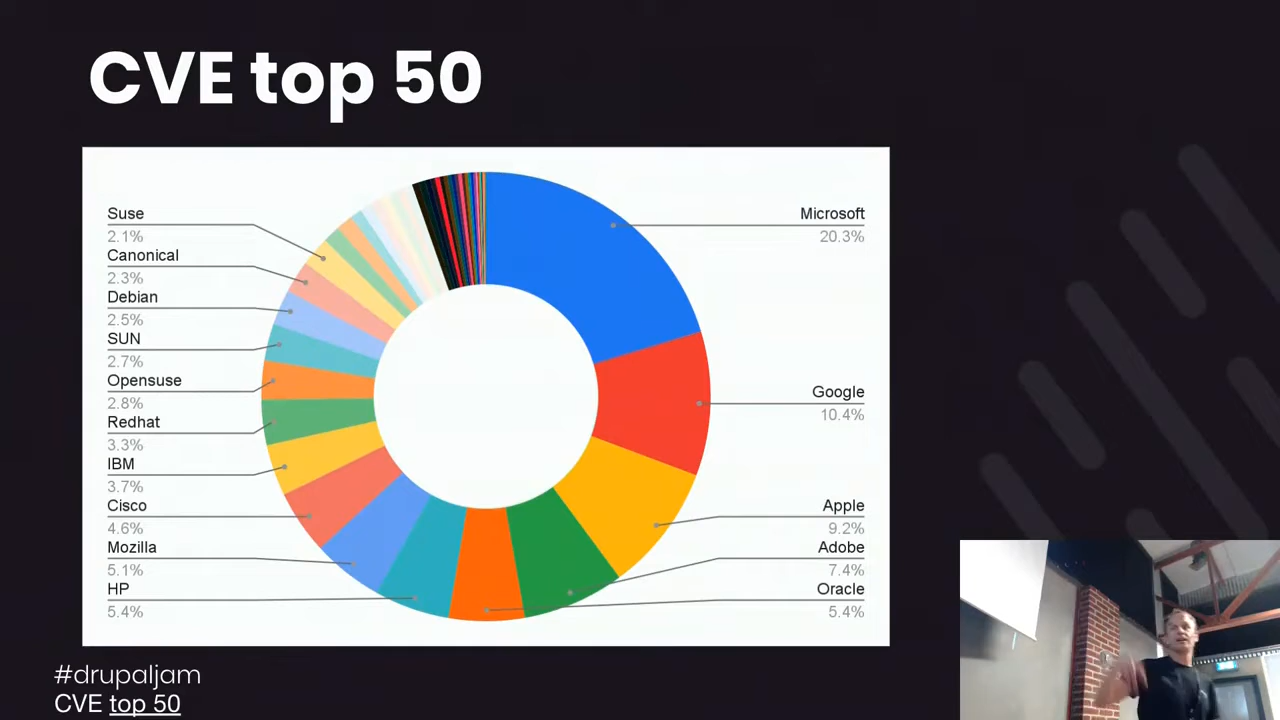 CVE top 50
Suse
2.1%
Canonical
2.3%
Debian
2.5%
SUN
2.7%
Opensuse
2.8%
Redhat
3.3%
IBM
3.7%
Cisco
4.6%
Mozilla
5.1%
HP
5.4%
Microsoft
20.3%
Google
10.4%
Apple
9.2%
Adobe
7.4%
Oracle
5.4%
#drupaljam
CVE top 50